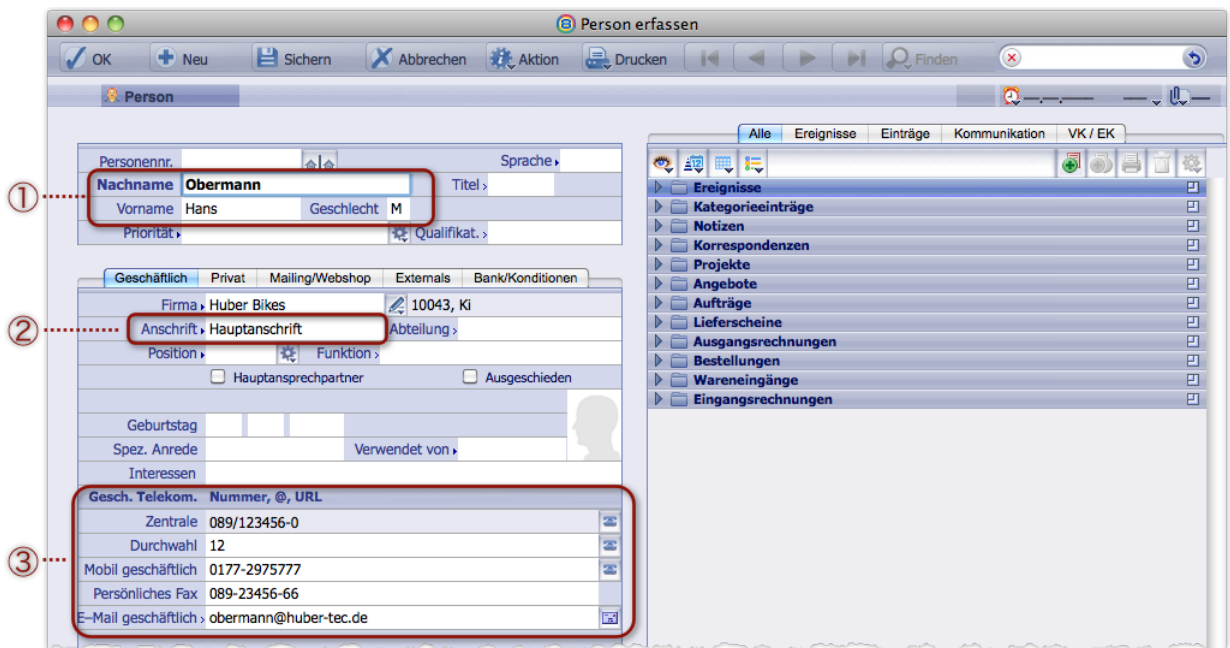 Person erfassen
OK Neu Sichern Abbrechen Aktion Drucken Finden
Person
Alle Ereignisse Einträge Kommunikation VK / EK
Personennr. Sprache
① Nachname Obermann Titel
Vorname Hans Geschlecht M
Priorität Qualifikat.
Geschäftlich Privat Mailing/Webshop Externals Bank/Konditionen
Firma Huber Bikes 10043, Ki
② Anschrift Hauptanschrift Abteilung
Position Funktion
Hauptansprechpartner Ausgeschieden
Geburtstag
Spez. Anrede Verwendet von
Interessen
Gesch. Telekom. Nummer, @, URL
Zentrale 089/123456-0
Durchwahl 12
③ Mobil geschäftlich 0177-2975777
Persönliches Fax 089-23456-66
E-Mail geschäftlich obermann@huber-tec.de
Ereignisse
Kategorieeinträge
Notizen
Korrespondenzen
Projekte
Angebote
Aufträge
Lieferscheine
Ausgangsrechnungen
Bestellungen
Wareneingänge
Eingangsrechnungen